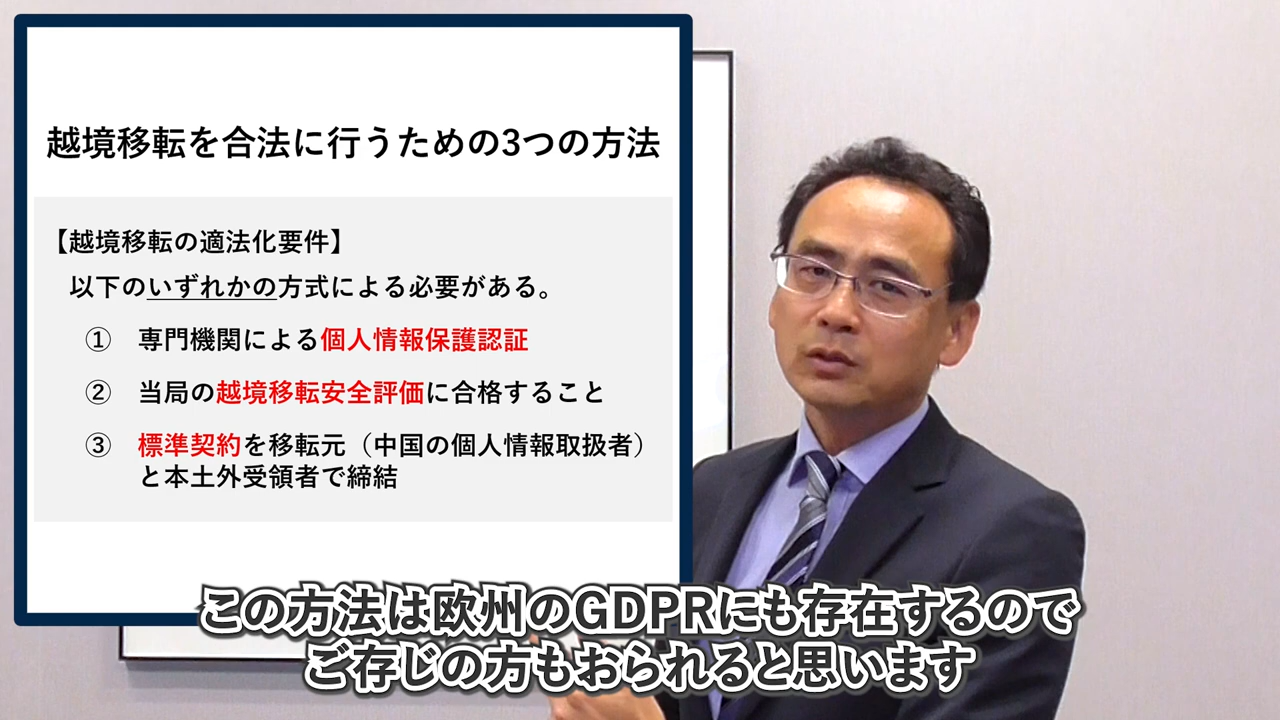 越境移転を合法に行うための3つの方法
【越境移転の適法化要件】
以下のいずれかの方式による必要がある。
① 専門機関による個人情報保護認証
② 当局の越境移転安全評価に合格すること
③ 標準契約を移転元（中国の個人情報取扱者）
と本土外受領者で締結
この方法は欧州のGDPRにも存在するので
ご存じの方もおられると思います